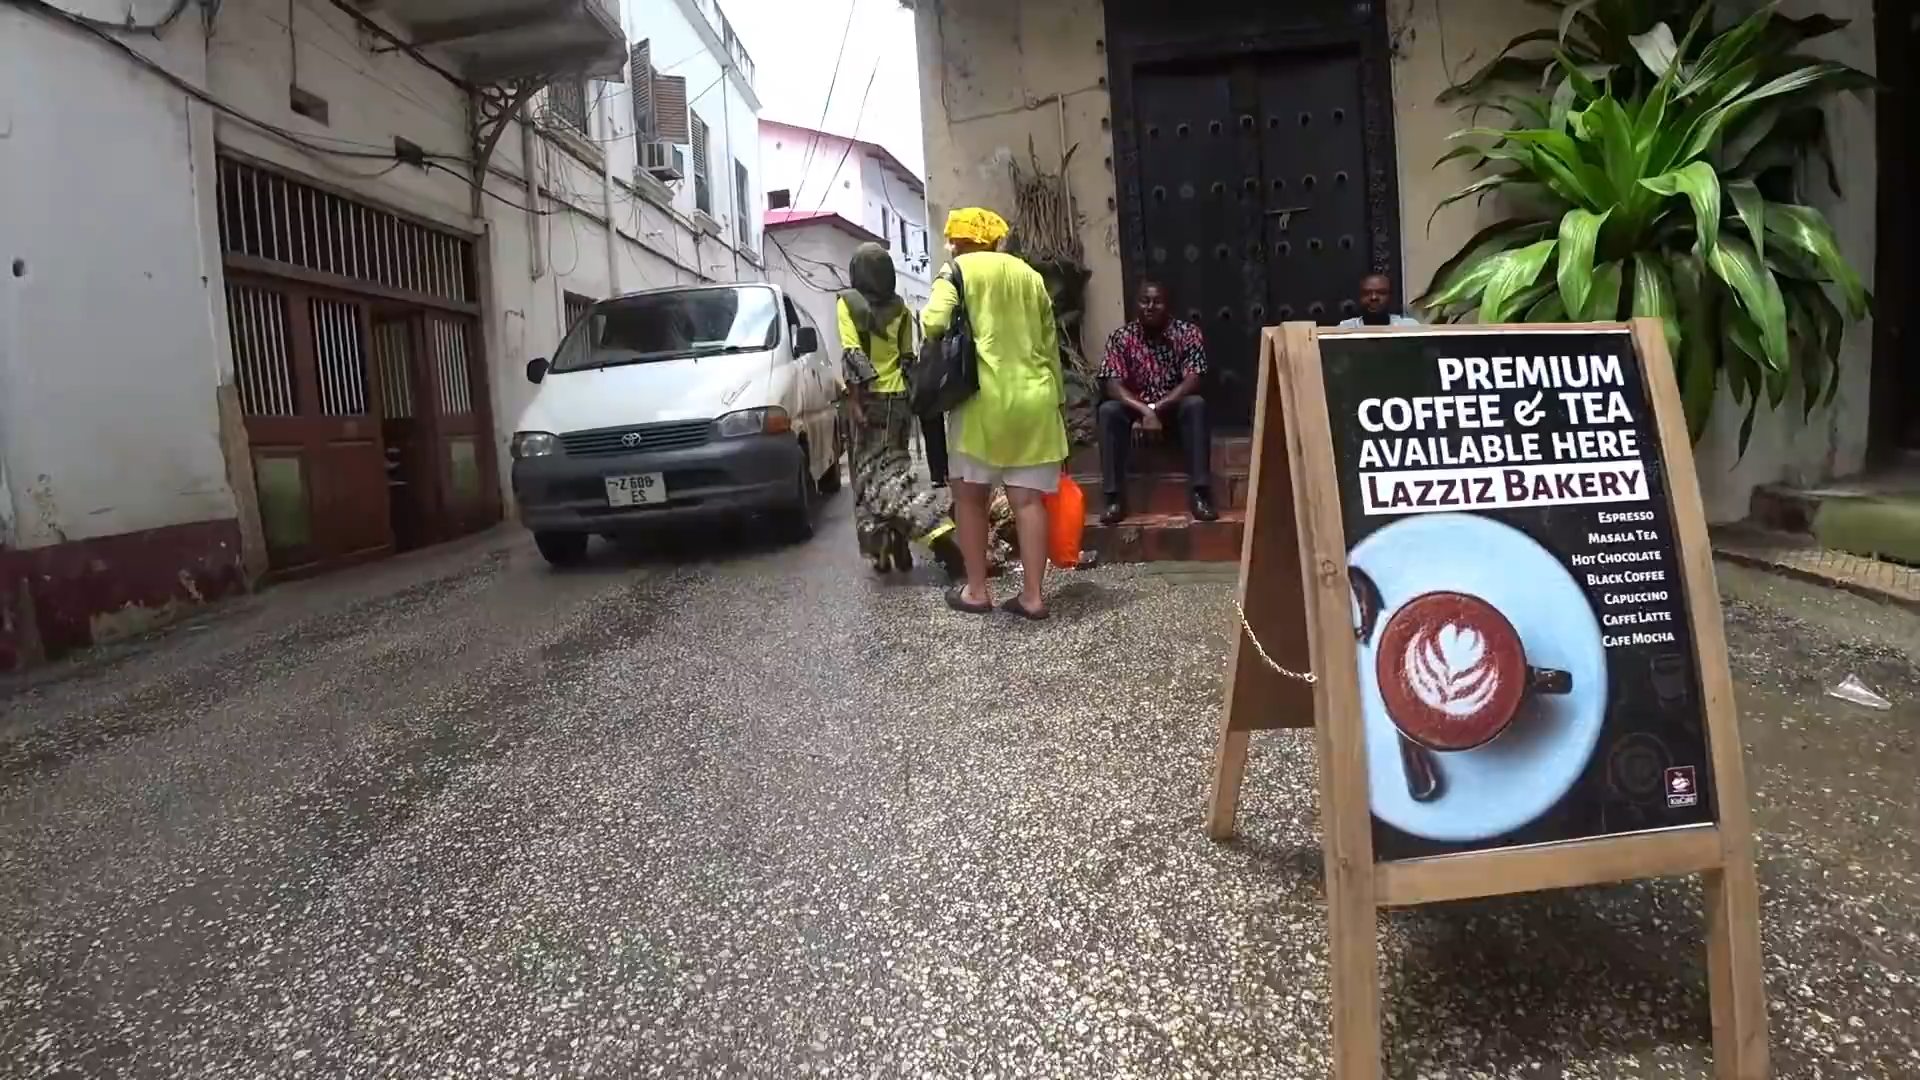 PREMIUM
COFFEE & TEA
AVAILABLE HERE
LAZZIZ BAKERY
ESPRESSO
MASALA TEA
HOT CHOCOLATE
BLACK COFFEE
CAPUCCINO
CAFFE LATTE
CAFE MOCHA
ES